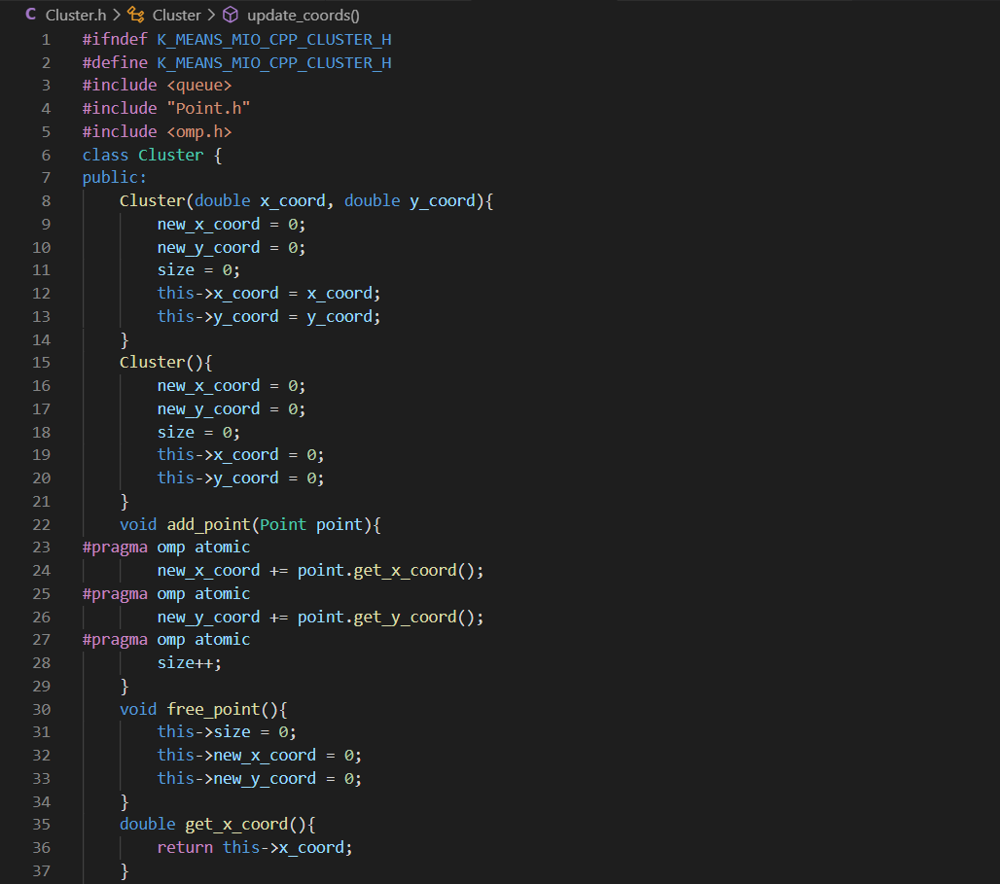 Cluster.h > Cluster > update_coords()
1 #ifndef K_MEANS_MIO_CPP_CLUSTER_H
2 #define K_MEANS_MIO_CPP_CLUSTER_H
3 #include <queue>
4 #include "Point.h"
5 #include <omp.h>
6 class Cluster {
7 public:
8     Cluster(double x_coord, double y_coord){
9         new_x_coord = 0;
10         new_y_coord = 0;
11         size = 0;
12         this->x_coord = x_coord;
13         this->y_coord = y_coord;
14     }
15     Cluster(){
16         new_x_coord = 0;
17         new_y_coord = 0;
18         size = 0;
19         this->x_coord = 0;
20         this->y_coord = 0;
21     }
22     void add_point(Point point){
23 #pragma omp atomic
24         new_x_coord += point.get_x_coord();
25 #pragma omp atomic
26         new_y_coord += point.get_y_coord();
27 #pragma omp atomic
28         size++;
29     }
30     void free_point(){
31         this->size = 0;
32         this->new_x_coord = 0;
33         this->new_y_coord = 0;
34     }
35     double get_x_coord(){
36         return this->x_coord;
37     }